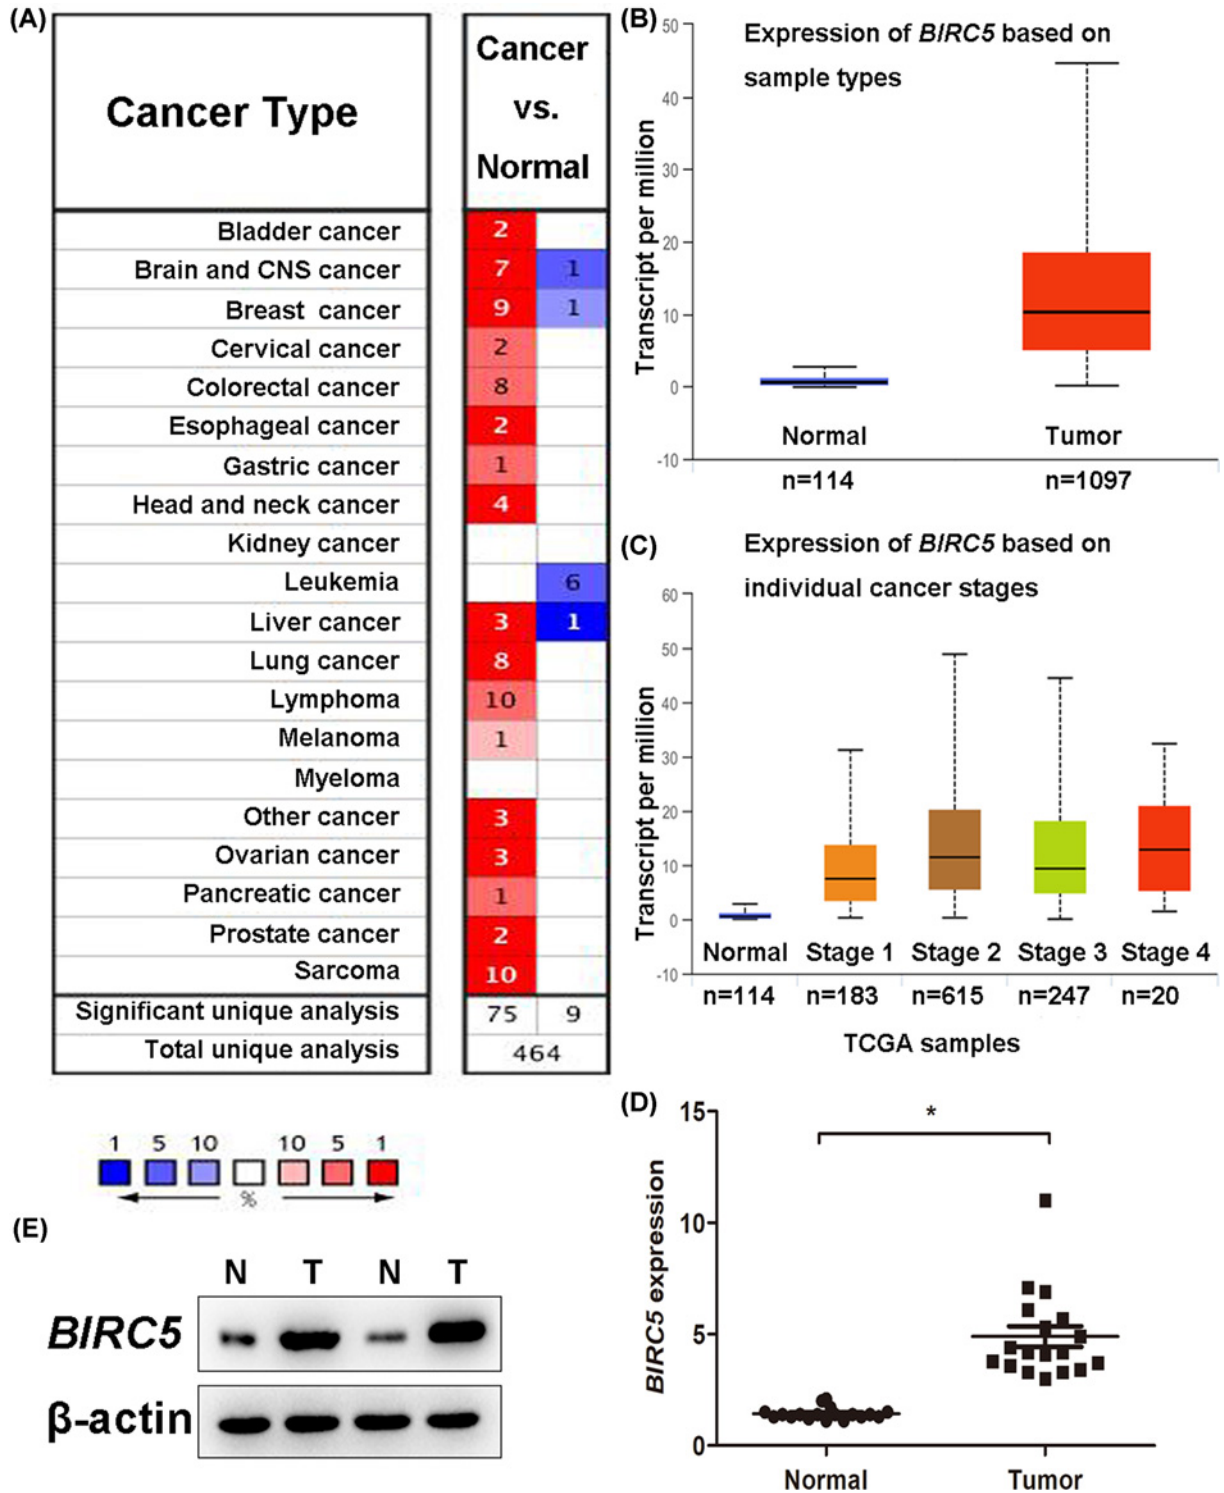 (A)
Cancer Type
Cancer
vs.
Normal
Bladder cancer 2
Brain and CNS cancer 7 1
Breast cancer 9 1
Cervical cancer 2
Colorectal cancer 8
Esophageal cancer 2
Gastric cancer 1
Head and neck cancer 4
Kidney cancer
Leukemia 6
Liver cancer 3 1
Lung cancer 8
Lymphoma 10
Melanoma 1
Myeloma
Other cancer 3
Ovarian cancer 3
Pancreatic cancer 1
Prostate cancer 2
Sarcoma 10
Significant unique analysis 75 9
Total unique analysis 464
1 5 10 10 5 1
%
(B)
Expression of BIRC5 based on
sample types
Transcript per million
50
40
30
20
10
0
-10
Normal Tumor
n=114 n=1097
(C)
Expression of BIRC5 based on
individual cancer stages
Transcript per million
60
50
40
30
20
10
0
-10
Normal Stage 1 Stage 2 Stage 3 Stage 4
n=114 n=183 n=615 n=247 n=20
TCGA samples
(D)
BIRC5 expression
15
10
5
0
*
Normal Tumor
(E)
N T N T
BIRC5
β-actin